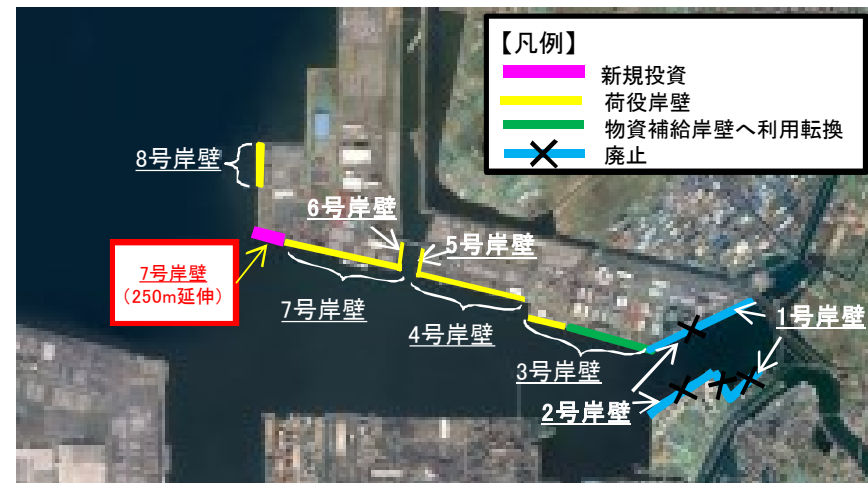 【凡例】
新規投資
荷役岸壁
物資補給岸壁へ利用転換
廃止
8号岸壁
6号岸壁
5号岸壁
7号岸壁
（250m延伸）
7号岸壁
4号岸壁
3号岸壁
1号岸壁
2号岸壁